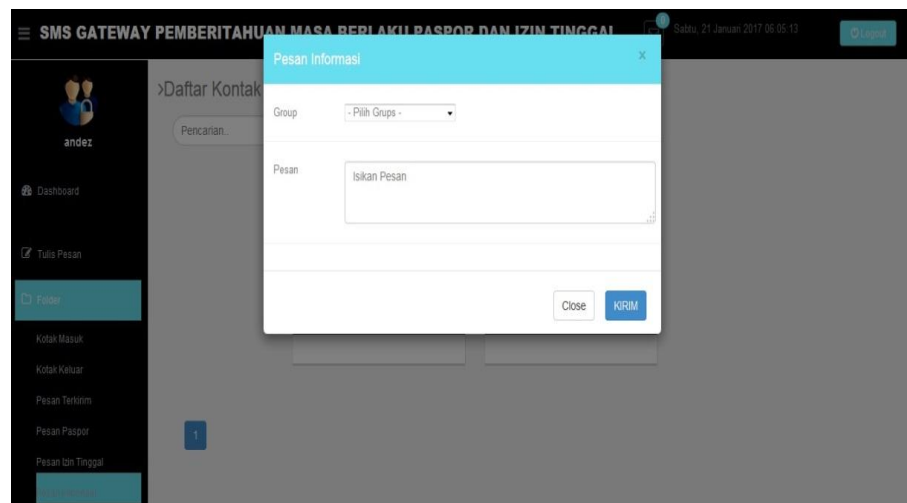 SMS GATEWAY PEMBERITAHUAN MASA BERLAKU PASPOR DAN IZIN TINGGAL
0
Sabtu, 21 Januari 2017 06:05:13
Logout
andez
Dashboard
Tulis Pesan
Folder
Kotak Masuk
Kotak Keluar
Pesan Terkirim
Pesan Paspor
Pesan Izin Tinggal
>Daftar Kontak
Pencarian..
Pesan Informasi
X
Group
- Pilih Grups -
Pesan
Isikan Pesan
Close
KIRIM
1